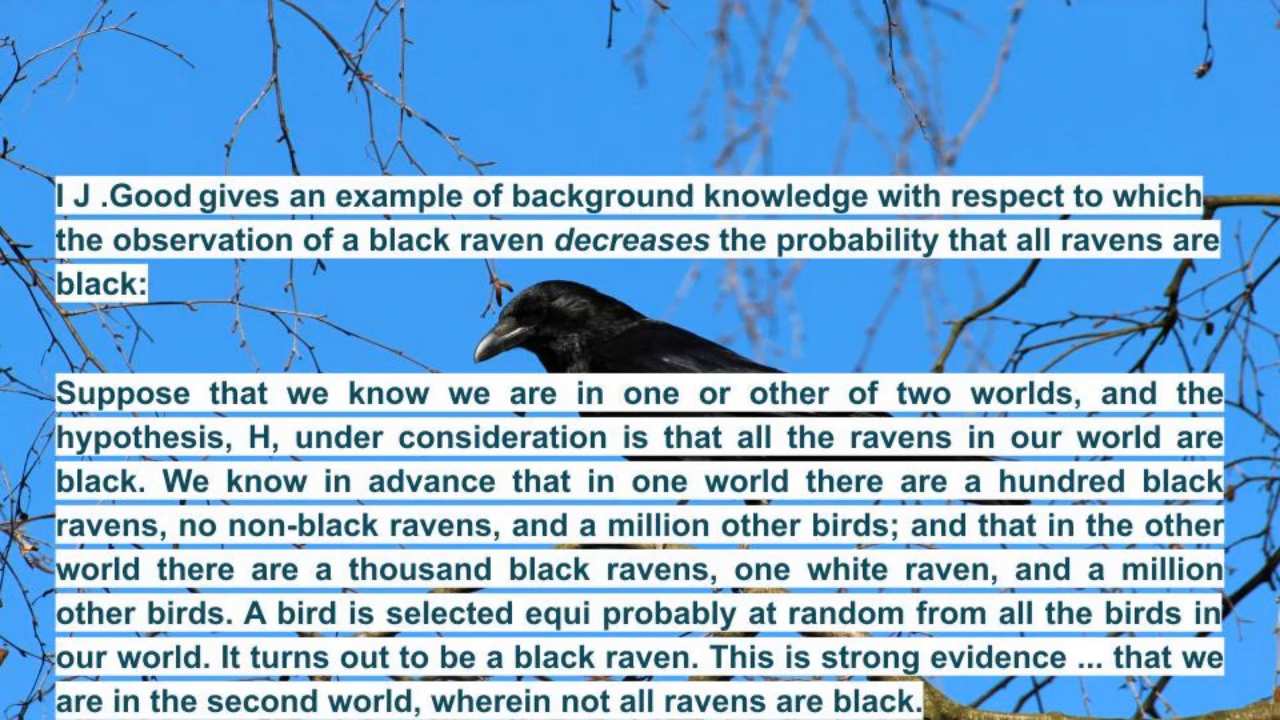 I J .Good gives an example of background knowledge with respect to which
the observation of a black raven decreases the probability that all ravens are
black:
Suppose that we know we are in one or other of two worlds, and the
hypothesis, H, under consideration is that all the ravens in our world are
black. We know in advance that in one world there are a hundred black
ravens, no non-black ravens, and a million other birds; and that in the other
world there are a thousand black ravens, one white raven, and a million
other birds. A bird is selected equi probably at random from all the birds in
our world. It turns out to be a black raven. This is strong evidence ... that we
are in the second world, wherein not all ravens are black.